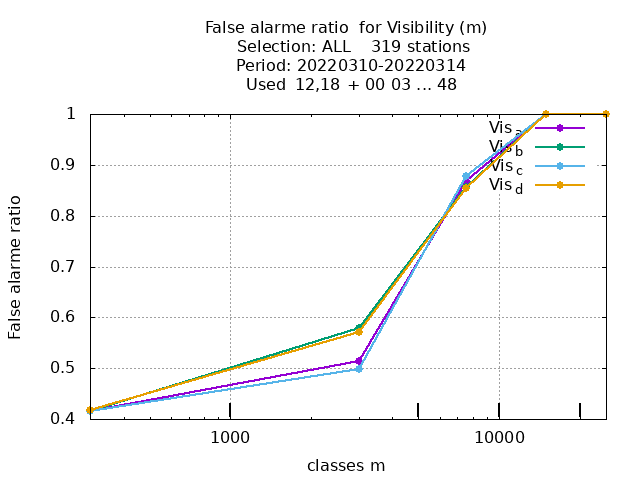 False alarme ratio  for Visibility (m)
Selection: ALL    319 stations
Period: 20220310-20220314
Used  12,18 + 00 03 ... 48
1
0.9
0.8
0.7
0.6
0.5
0.4
False alarme ratio
Vis a
Vis b
Vis c
Vis d
1000
10000
classes m